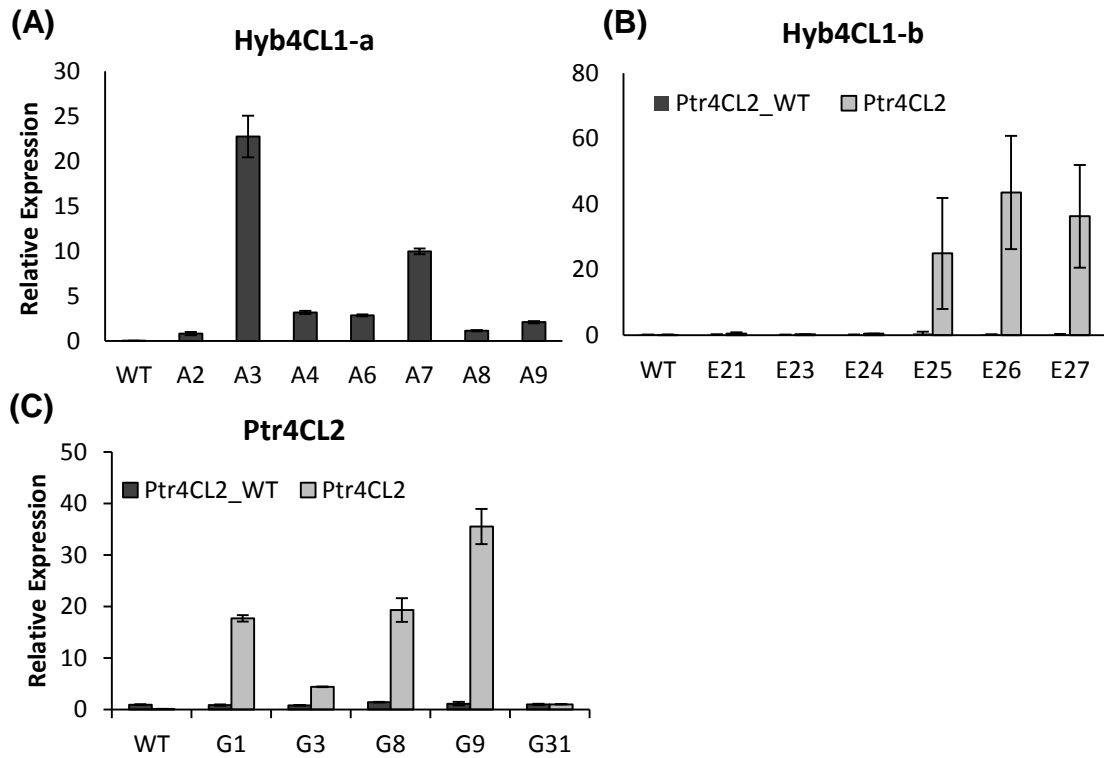 (A)
Hyb4CL1-a
Relative Expression
30
25
20
15
10
5
0
WT A2 A3 A4 A6 A7 A8 A9
(B)
Hyb4CL1-b
Ptr4CL2_WT Ptr4CL2
80
60
40
20
0
WT E21 E23 E24 E25 E26 E27
(C)
Ptr4CL2
Ptr4CL2_WT Ptr4CL2
Relative Expression
50
40
30
20
10
0
WT G1 G3 G8 G9 G31